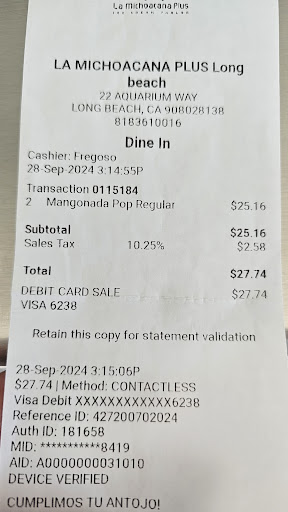 La Michoacana Plus
LA MICHOACANA PLUS Long
beach
22 AQUARIUM WAY
LONG BEACH, CA 908028138
8183610016
Dine In
Cashier: Fregoso
28-Sep-2024 3:14:55P
Transaction 0115184
2 Mangonada Pop Regular $25.16
Subtotal $25.16
Sales Tax 10.25% $2.58
Total $27.74
DEBIT CARD SALE $27.74
VISA 6238
Retain this copy for statement validation
28-Sep-2024 3:15:06P
$27.74 | Method: CONTACTLESS
Visa Debit XXXXXXXXXXXX6238
Reference ID: 427200702024
Auth ID: 181658
MID: **********8419
AID: A0000000031010
DEVICE VERIFIED
CUMPLIMOS TU ANTOJO!